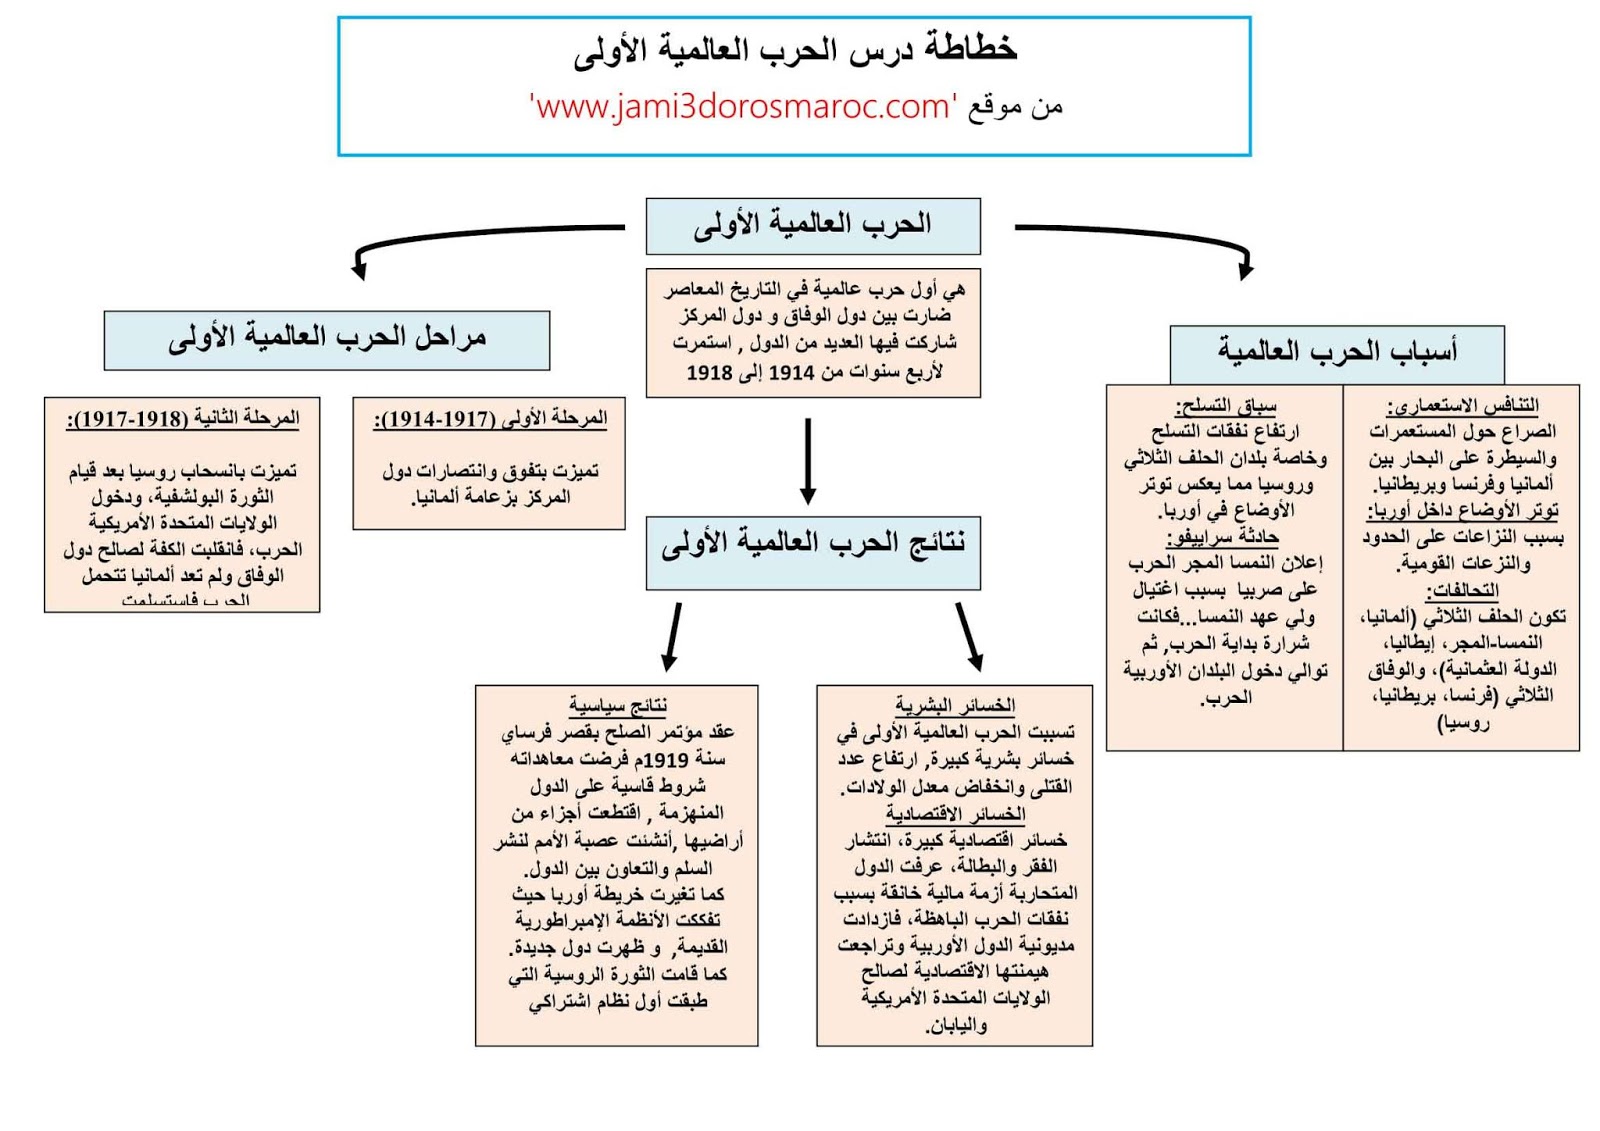 خطاطة درس الحرب العالمية الأولى
من موقع 'www.jami3dorosmaroc.com'
الحرب العالمية الأولى
هي أول حرب عالمية في التاريخ المعاصر
ضارت بين دول الوفاق و دول المركز
شاركت فيها العديد من الدول , استمرت
لأربع سنوات من 1914 إلى 1918
أسباب الحرب العالمية
التنافس الاستعماري:
الصراع حول المستعمرات
والسيطرة على البحار بين
ألمانيا وفرنسا وبريطانيا.
توتر الأوضاع داخل أوربا:
بسبب النزاعات على الحدود
والنزعات القومية.
التحالفات:
تكون الحلف الثلاثي (ألمانيا،
النمسا-المجر، إيطاليا،
الدولة العثمانية)، والوفاق
الثلاثي (فرنسا، بريطانيا،
روسيا)
سباق التسلح:
ارتفاع نفقات التسلح
وخاصة بلدان الحلف الثلاثي
وروسيا مما يعكس توتر
الأوضاع في أوربا.
حادثة سراييفو:
إعلان النمسا المجر الحرب
على صربيا بسبب اغتيال
ولي عهد النمسا...فكانت
شرارة بداية الحرب, ثم
توالي دخول البلدان الأوربية
الحرب.
مراحل الحرب العالمية الأولى
المرحلة الأولى (1917-1914):
تميزت بتفوق وانتصارات دول
المركز بزعامة ألمانيا.
المرحلة الثانية (1918-1917):
تميزت بانسحاب روسيا بعد قيام
الثورة البولشفية، ودخول
الولايات المتحدة الأمريكية
الحرب، فانقلبت الكفة لصالح دول
الوفاق ولم تعد ألمانيا تتحمل
الحرب فاستسلمت
نتائج الحرب العالمية الأولى
الخسائر البشرية
تسببت الحرب العالمية الأولى في
خسائر بشرية كبيرة, ارتفاع عدد
القتلى وانخفاض معدل الولادات.
الخسائر الاقتصادية
خسائر اقتصادية كبيرة، انتشار
الفقر والبطالة، عرفت الدول
المتحاربة أزمة مالية خانقة بسبب
نفقات الحرب الباهظة، فازدادت
مديونية الدول الأوربية وتراجعت
هيمنتها الاقتصادية لصالح
الولايات المتحدة الأمريكية
واليابان.
نتائج سياسية
عقد مؤتمر الصلح بقصر فرساي
سنة 1919م فرضت معاهداته
شروط قاسية على الدول
المنهزمة , اقتطعت أجزاء من
أراضيها ,أنشئت عصبة الأمم لنشر
السلم والتعاون بين الدول.
كما تغيرت خريطة أوربا حيث
تفككت الأنظمة الإمبراطورية
القديمة, و ظهرت دول جديدة.
كما قامت الثورة الروسية التي
طبقت أول نظام اشتراكي